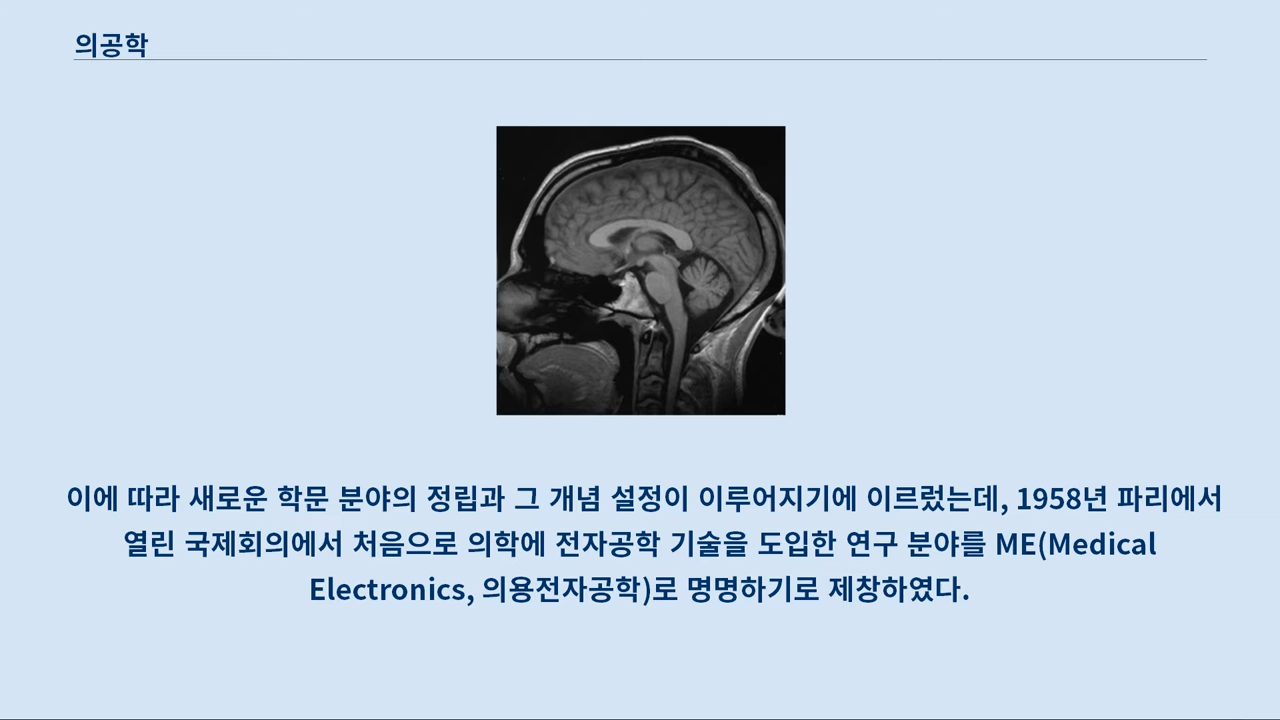 의공학
이에 따라 새로운 학문 분야의 정립과 그 개념 설정이 이루어지기에 이르렀는데, 1958년 파리에서
열린 국제회의에서 처음으로 의학에 전자공학 기술을 도입한 연구 분야를 ME(Medical
Electronics, 의용전자공학)로 명명하기로 제창하였다.